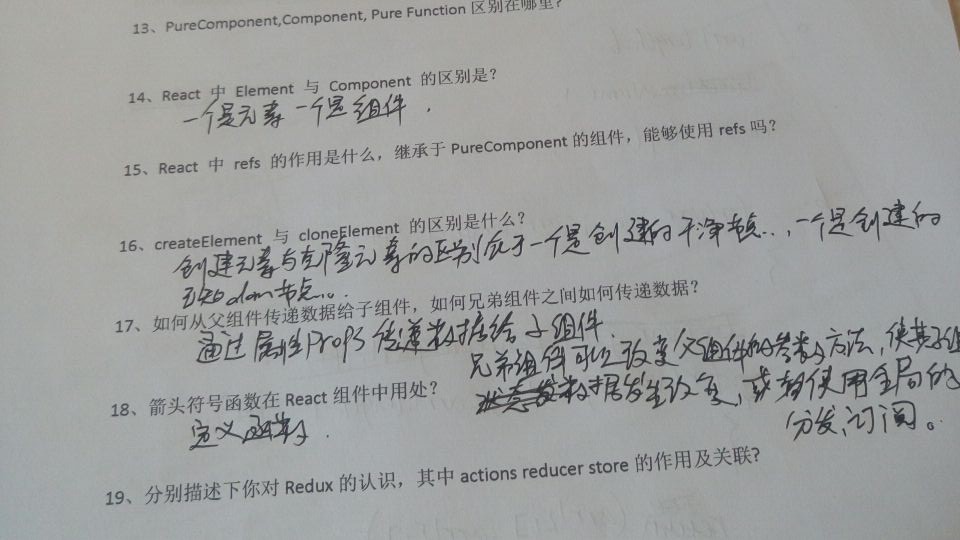 13、PureComponent,Component, Pure Function 区别在哪里?
14、React 中 Element 与 Component 的区别是?
一个是元素 一个是组件 .
15、React 中 refs 的作用是什么，继承于 PureComponent 的组件，能够使用 refs 吗?
16、createElement 与 cloneElement 的区别是什么?
创建元素与克隆元素的区别在于一个是创建的干净节点..，一个是创建的
dom节点...
17、如何从父组件传递数据给子组件，如何兄弟组件之间如何传递数据?
通过属性Props传递数据给子组件.
兄弟组件可以改变父组件的参数方法，使其子组
数据发生改变，或者使用全局的
分发、订阅。
18、箭头符号函数在 React 组件中用处?
定义函数 .
19、分别描述下你对 Redux 的认识，其中 actions reducer store 的作用及关联?